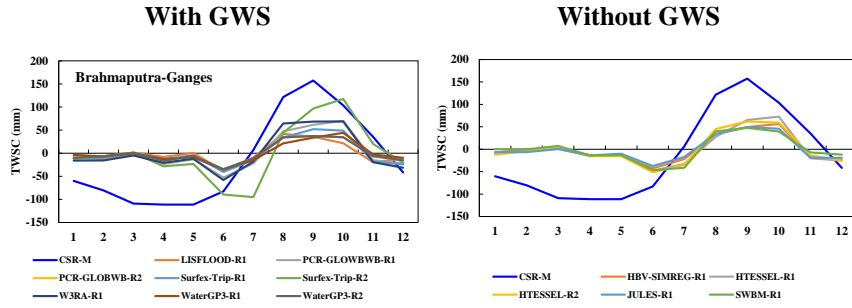 With GWS
Without GWS
200
150
100
50
0
-50
-100
-150
TWSC (mm)
Brahmaputra-Ganges
1 2 3 4 5 6 7 8 9 10 11 12
CSR-M LISFLOOD-R1 PCR-GLOWBWB-R1
PCR-GLOBWB-R2 Surfex-Trip-R1 Surfex-Trip-R2
W3RA-R1 WaterGP3-R1 WaterGP3-R2
200
150
100
50
0
-50
-100
-150
TWSC (mm)
1 2 3 4 5 6 7 8 9 10 11 12
CSR-M HBV-SIMREG-R1 HTESSEL-R1
HTESSEL-R2 JULES-R1 SWBM-R1